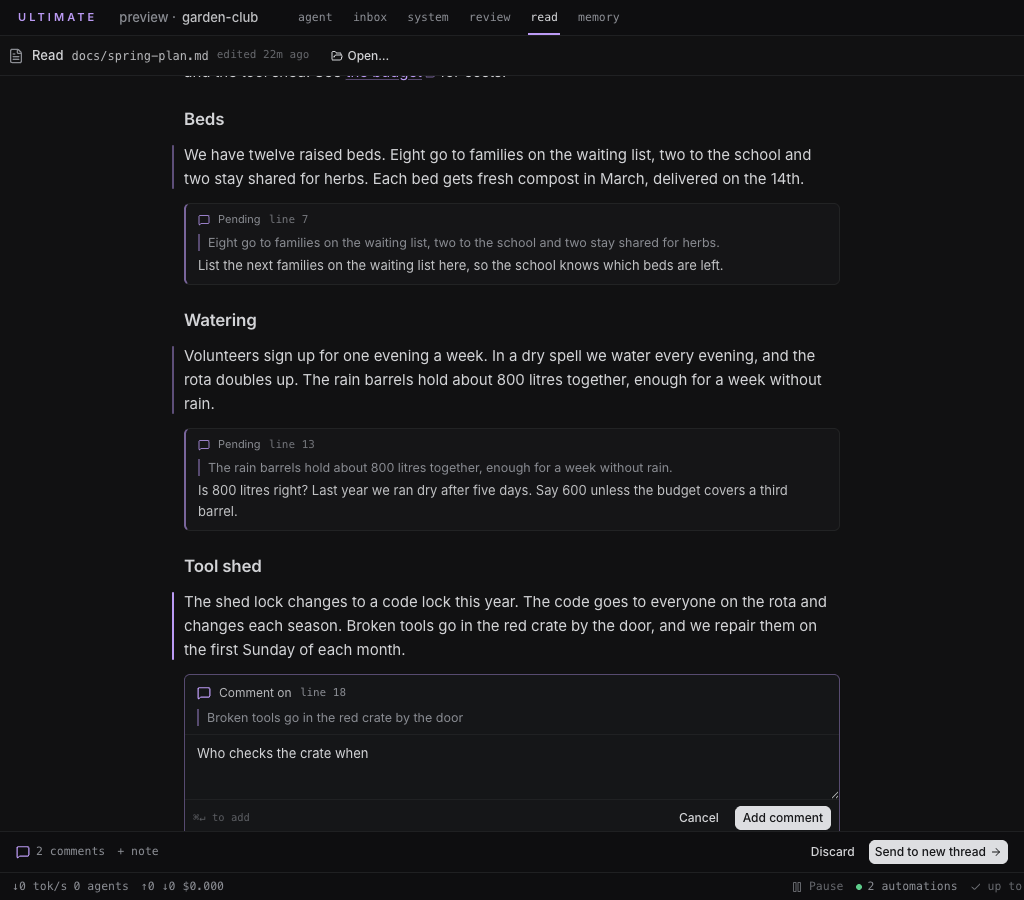 ULTIMATE preview · garden-club agent inbox system review read memory
Read docs/spring-plan.md edited 22m ago Open...
and the tool shed. See the budget for costs.
Beds
We have twelve raised beds. Eight go to families on the waiting list, two to the school and
two stay shared for herbs. Each bed gets fresh compost in March, delivered on the 14th.
Pending line 7
Eight go to families on the waiting list, two to the school and two stay shared for herbs.
List the next families on the waiting list here, so the school knows which beds are left.
Watering
Volunteers sign up for one evening a week. In a dry spell we water every evening, and the
rota doubles up. The rain barrels hold about 800 litres together, enough for a week without
rain.
Pending line 13
The rain barrels hold about 800 litres together, enough for a week without rain.
Is 800 litres right? Last year we ran dry after five days. Say 600 unless the budget covers a third
barrel.
Tool shed
The shed lock changes to a code lock this year. The code goes to everyone on the rota and
changes each season. Broken tools go in the red crate by the door, and we repair them on
the first Sunday of each month.
Comment on line 18
Broken tools go in the red crate by the door
Who checks the crate when
⌘↵ to add Cancel Add comment
2 comments + note Discard Send to new thread →
↓0 tok/s 0 agents ↑0 ↓0 $0.000 Pause 2 automations ✓ up to